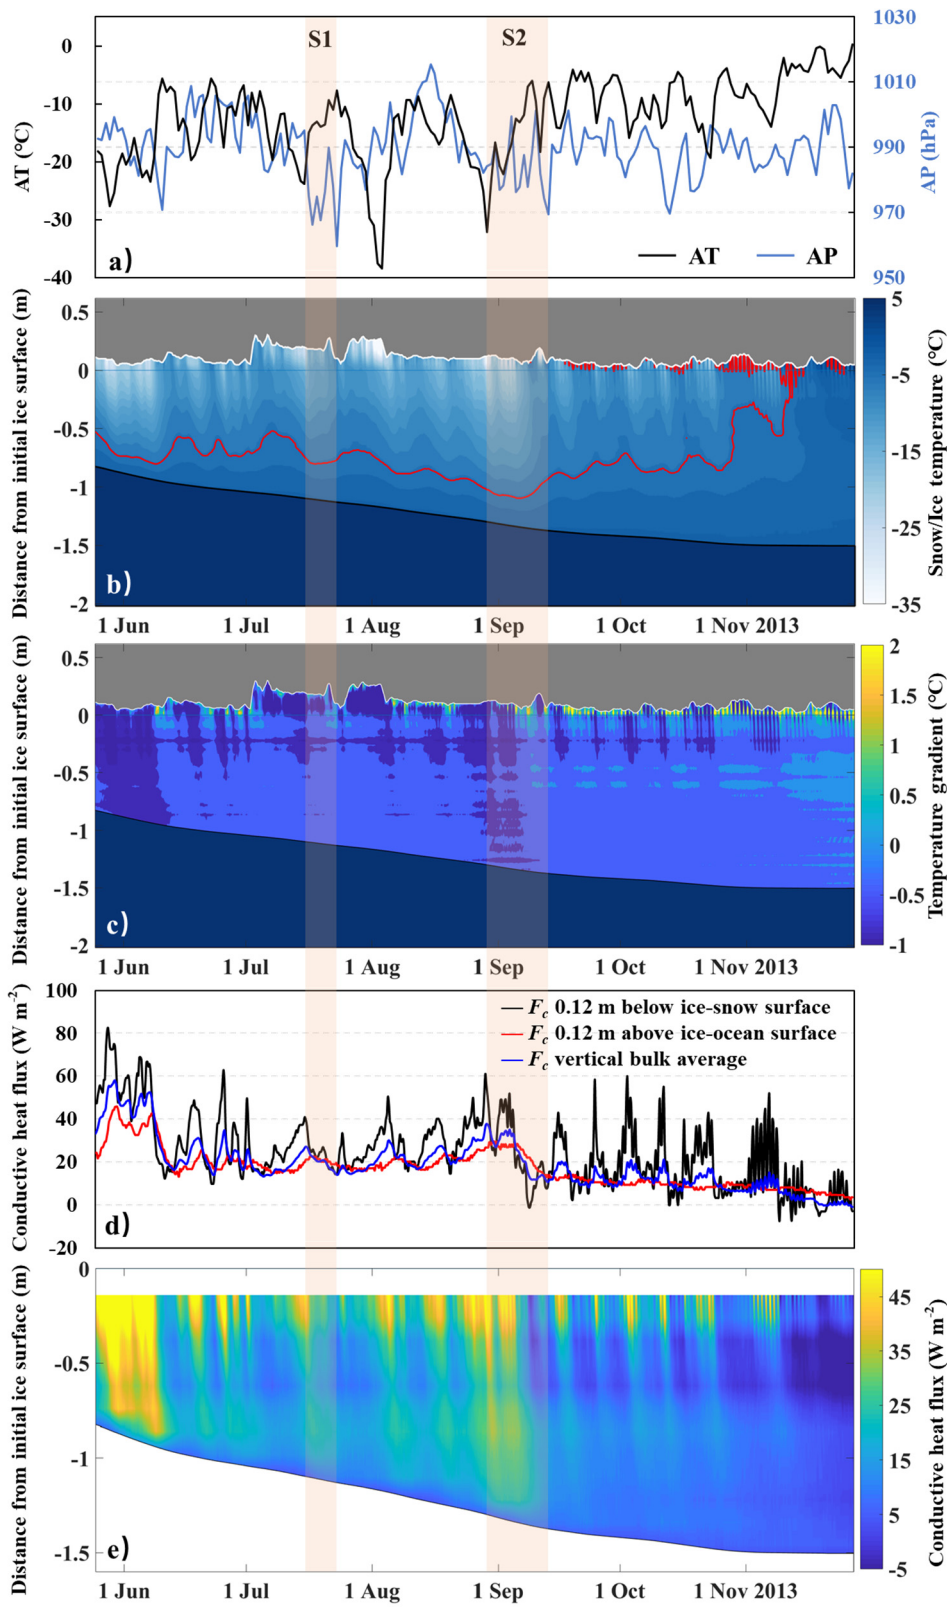 S1
S2
AT (°C)
0
-10
-20
-30
-40
AP (hPa)
1030
1010
990
970
950
a)
AT
AP
Distance from initial ice surface (m)
0.5
0
-0.5
-1
-1.5
-2
b)
1 Jun
1 Jul
1 Aug
1 Sep
1 Oct
1 Nov 2013
5
-5
-15
-25
-35
Snow/Ice temperature (°C)
Distance from initial ice surface (m)
0.5
0
-0.5
-1
-1.5
-2
c)
1 Jun
1 Jul
1 Aug
1 Sep
1 Oct
1 Nov 2013
2
1.5
1
0.5
0
-0.5
-1
Temperature gradient (°C)
Conductive heat flux (W m-2)
100
80
60
40
20
0
-20
d)
Fc 0.12 m below ice-snow surface
Fc 0.12 m above ice-ocean surface
Fc vertical bulk average
Distance from initial ice surface (m)
0
-0.5
-1
-1.5
e)
1 Jun
1 Jul
1 Aug
1 Sep
1 Oct
1 Nov 2013
45
35
25
15
5
-5
Conductive heat flux (W m-2)